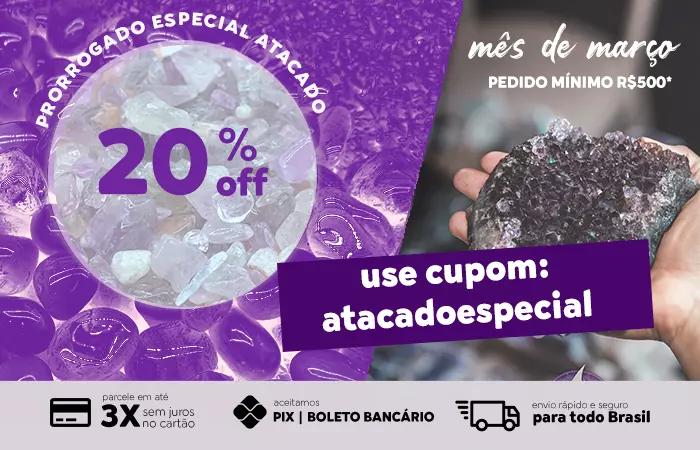 PRORROGADO ESPECIAL ATACADO
20%
off
mês de março
PEDIDO MÍNIMO R$500*
use cupom:
atacadoespecial
parcele em até
3X sem juros
no cartão
aceitamos
PIX | BOLETO BANCÁRIO
envio rápido e seguro
para todo Brasil